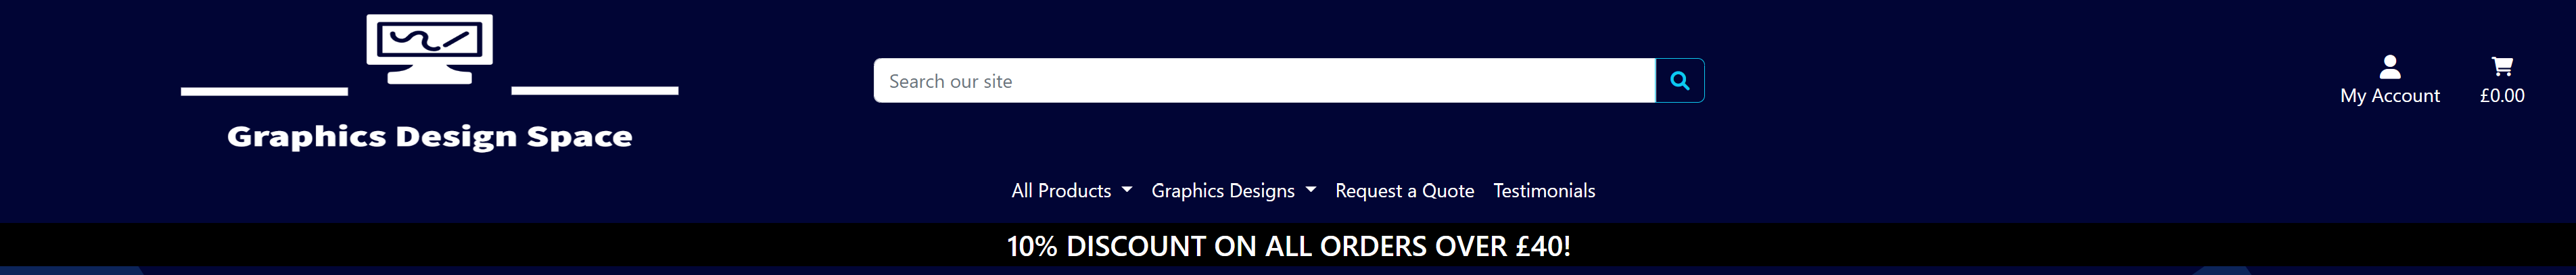 Graphics Design Space
Search our site
My Account
£0.00
All Products
Graphics Designs
Request a Quote
Testimonials
10% DISCOUNT ON ALL ORDERS OVER £40!